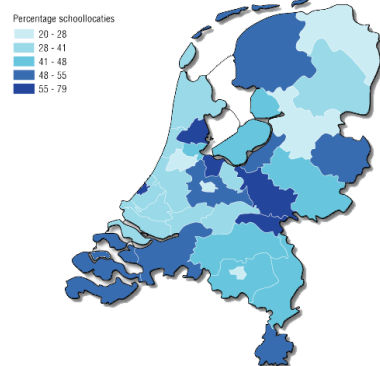 Percentage schoollocaties
20 - 28
28 - 41
41 - 48
48 - 55
55 - 79